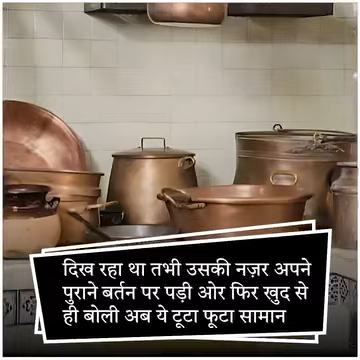 दिख रहा था तभी उसकी नज़र अपने
पुराने बर्तन पर पड़ी ओर फिर खुद से
ही बोली अब ये टूटा फूटा सामान